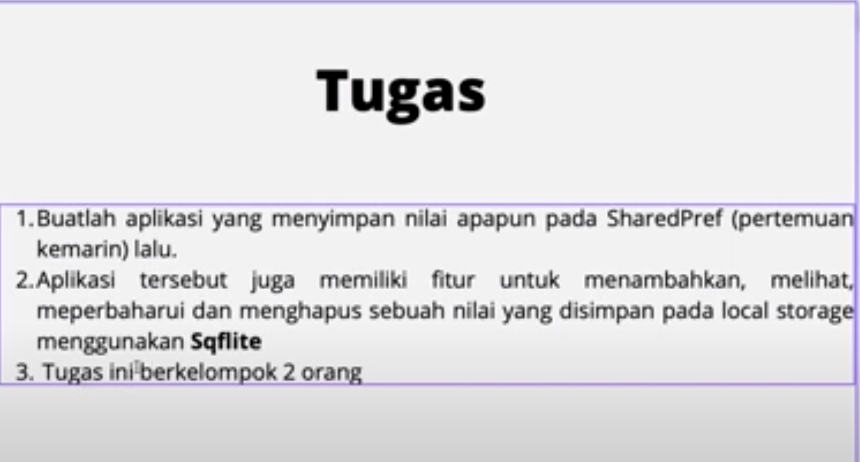 Tugas
1. Buatlah aplikasi yang menyimpan nilai apapun pada SharedPref (pertemuan
kemarin) lalu.
2. Aplikasi tersebut juga memiliki fitur untuk menambahkan, melihat,
meperbaharui dan menghapus sebuah nilai yang disimpan pada local storage
menggunakan Sqflite
3. Tugas ini berkelompok 2 orang